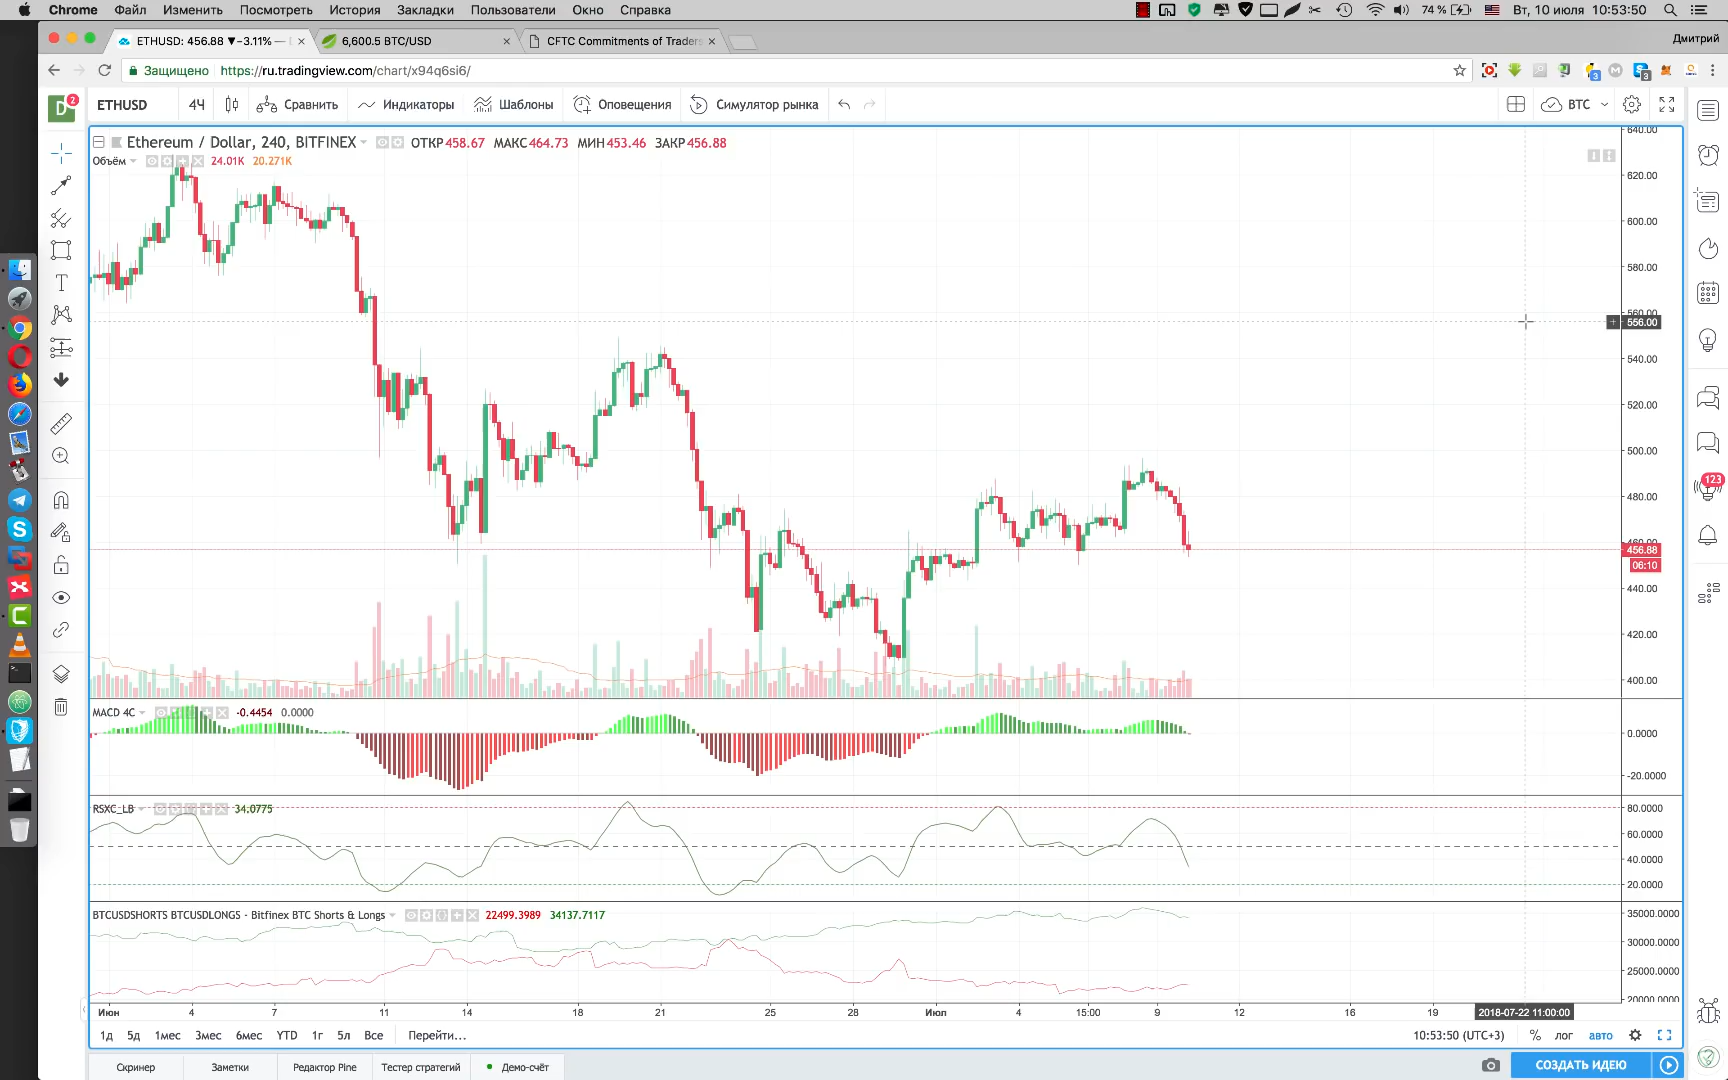 Chrome Файл Изменить Посмотреть История Закладки Пользователи Окно Справка 74 % Вт, 10 июля 10:53:50
ETHUSD: 456.88 ▼−3.11% — 6,600.5 BTC/USD CFTC Commitments of Traders Дмитрий
Защищено https://ru.tradingview.com/chart/x94q6si6/
D 2 ETHUSD 4Ч Сравнить Индикаторы Шаблоны Оповещения Симулятор рынка BTC
Ethereum / Dollar, 240, BITFINEX ОТКР 458.67 МАКС 464.73 МИН 453.46 ЗАКР 456.88
Объём 24.01K 20.271K
640.00
620.00
600.00
580.00
560.00
556.00
540.00
520.00
500.00
480.00
123
460.00
456.88
06:10
440.00
420.00
400.00
MACD 4C -0.4454 0.0000
0.0000
-20.0000
RSXC_LB 34.0775
80.0000
60.0000
40.0000
20.0000
BTCUSDSHORTS BTCUSDLONGS - Bitfinex BTC Shorts & Longs 22499.3989 34137.7117
35000.0000
30000.0000
25000.0000
20000.0000
Июн 4 7 11 14 18 21 25 28 Июл 4 15:00 9 12 16 19 2018-07-22 11:00:00
1д 5д 1мес 3мес 6мес YTD 1г 5л Все Перейти... 10:53:50 (UTC+3) % лог авто
Скринер Заметки Редактор Pine Тестер стратегий Демо-счёт СОЗДАТЬ ИДЕЮ